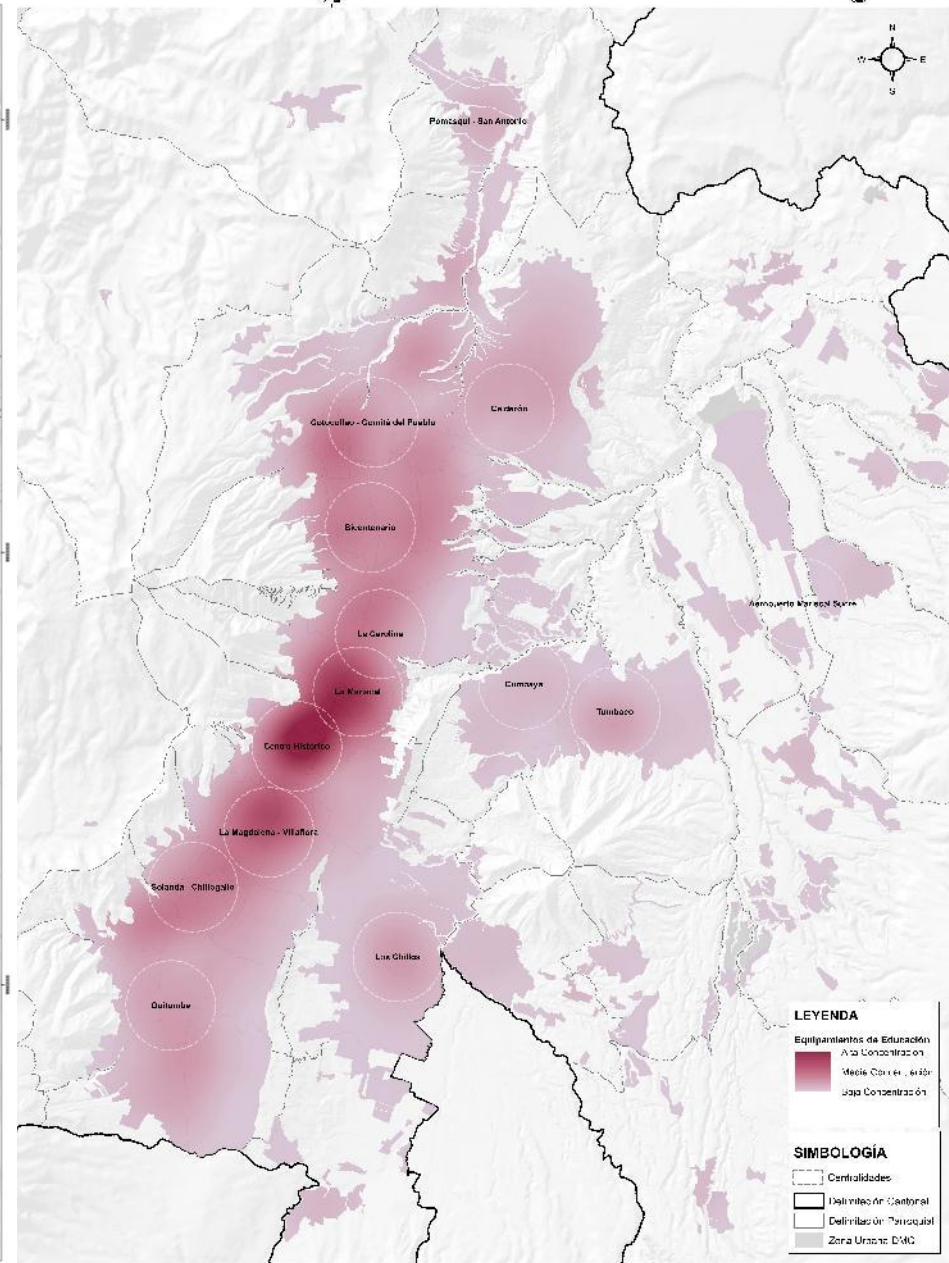 N
W E
S
Pomasqui - San Antonio
Calderón
Cotocollao - Comité del Pueblo
Bicentenario
La Carolina
Aeropuerto Mariscal Sucre
La Mariscal
Cumbaya
Tumbaco
Centro Histórico
La Magdalena - Villaflora
Solanda - Chillogallo
Los Chillos
Quitumbe
LEYENDA
Equipamientos de Educación
Alta Concentración
Media Concentración
Baja Concentración
SIMBOLOGÍA
Centralidades
Delimitación Cantonal
Delimitación Parroquial
Zona Urbana DMQ